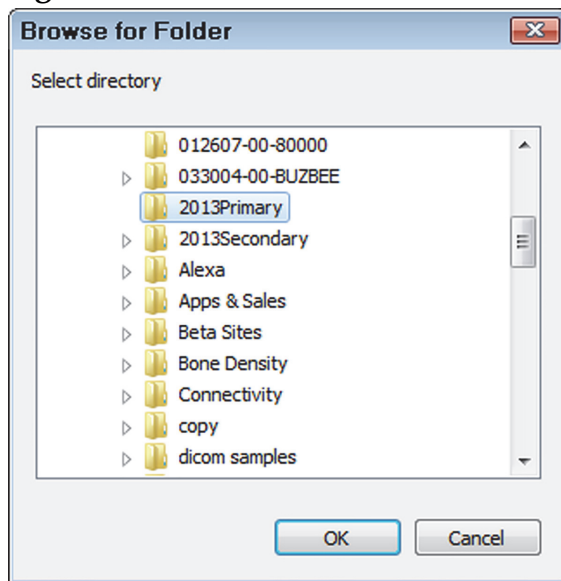 Browse for Folder
Select directory
012607-00-80000
033004-00-BUZBEE
2013Primary
2013Secondary
Alexa
Apps & Sales
Beta Sites
Bone Density
Connectivity
copy
dicom samples
OK Cancel